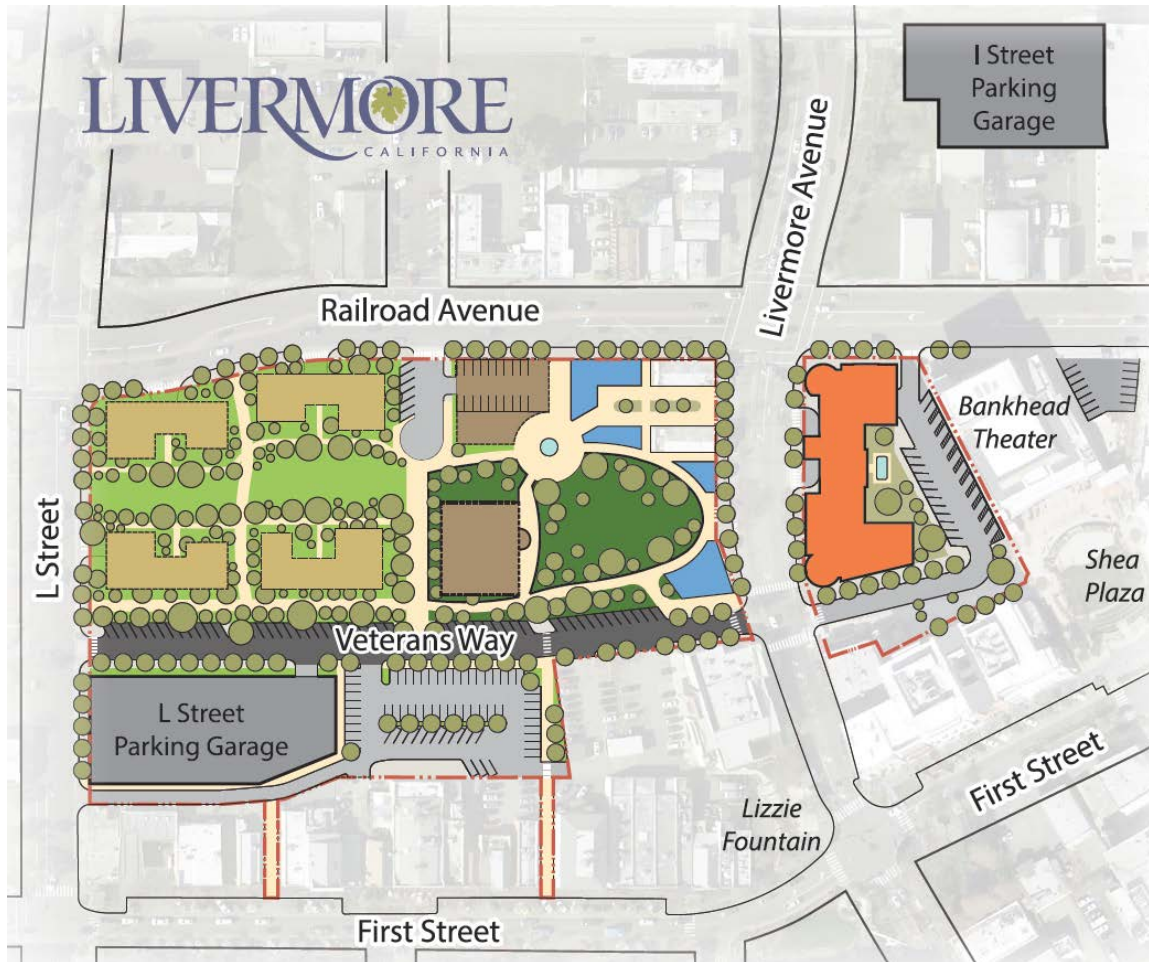 LIVERMORE
CALIFORNIA
I Street
Parking
Garage
Livermore Avenue
Railroad Avenue
Bankhead
Theater
L Street
Shea
Plaza
Veterans Way
L Street
Parking Garage
First Street
Lizzie
Fountain
First Street